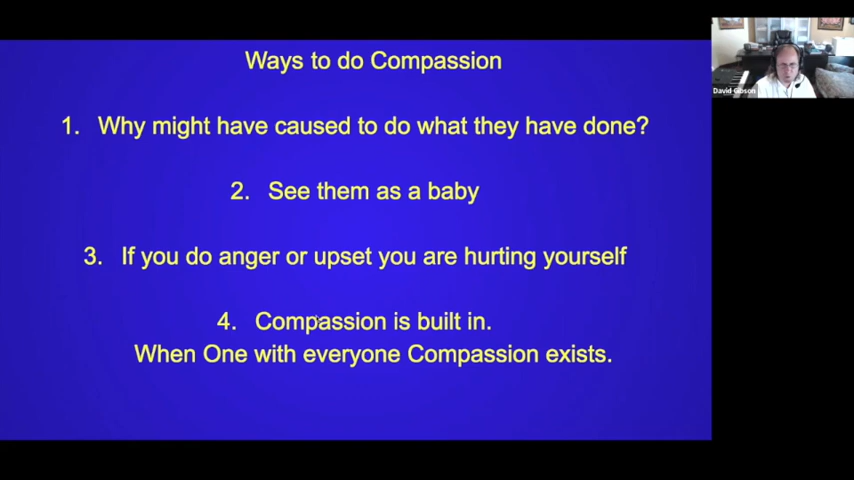 Ways to do Compassion
1. Why might have caused to do what they have done?
2. See them as a baby
3. If you do anger or upset you are hurting yourself
4. Compassion is built in.
When One with everyone Compassion exists.
David Gibson